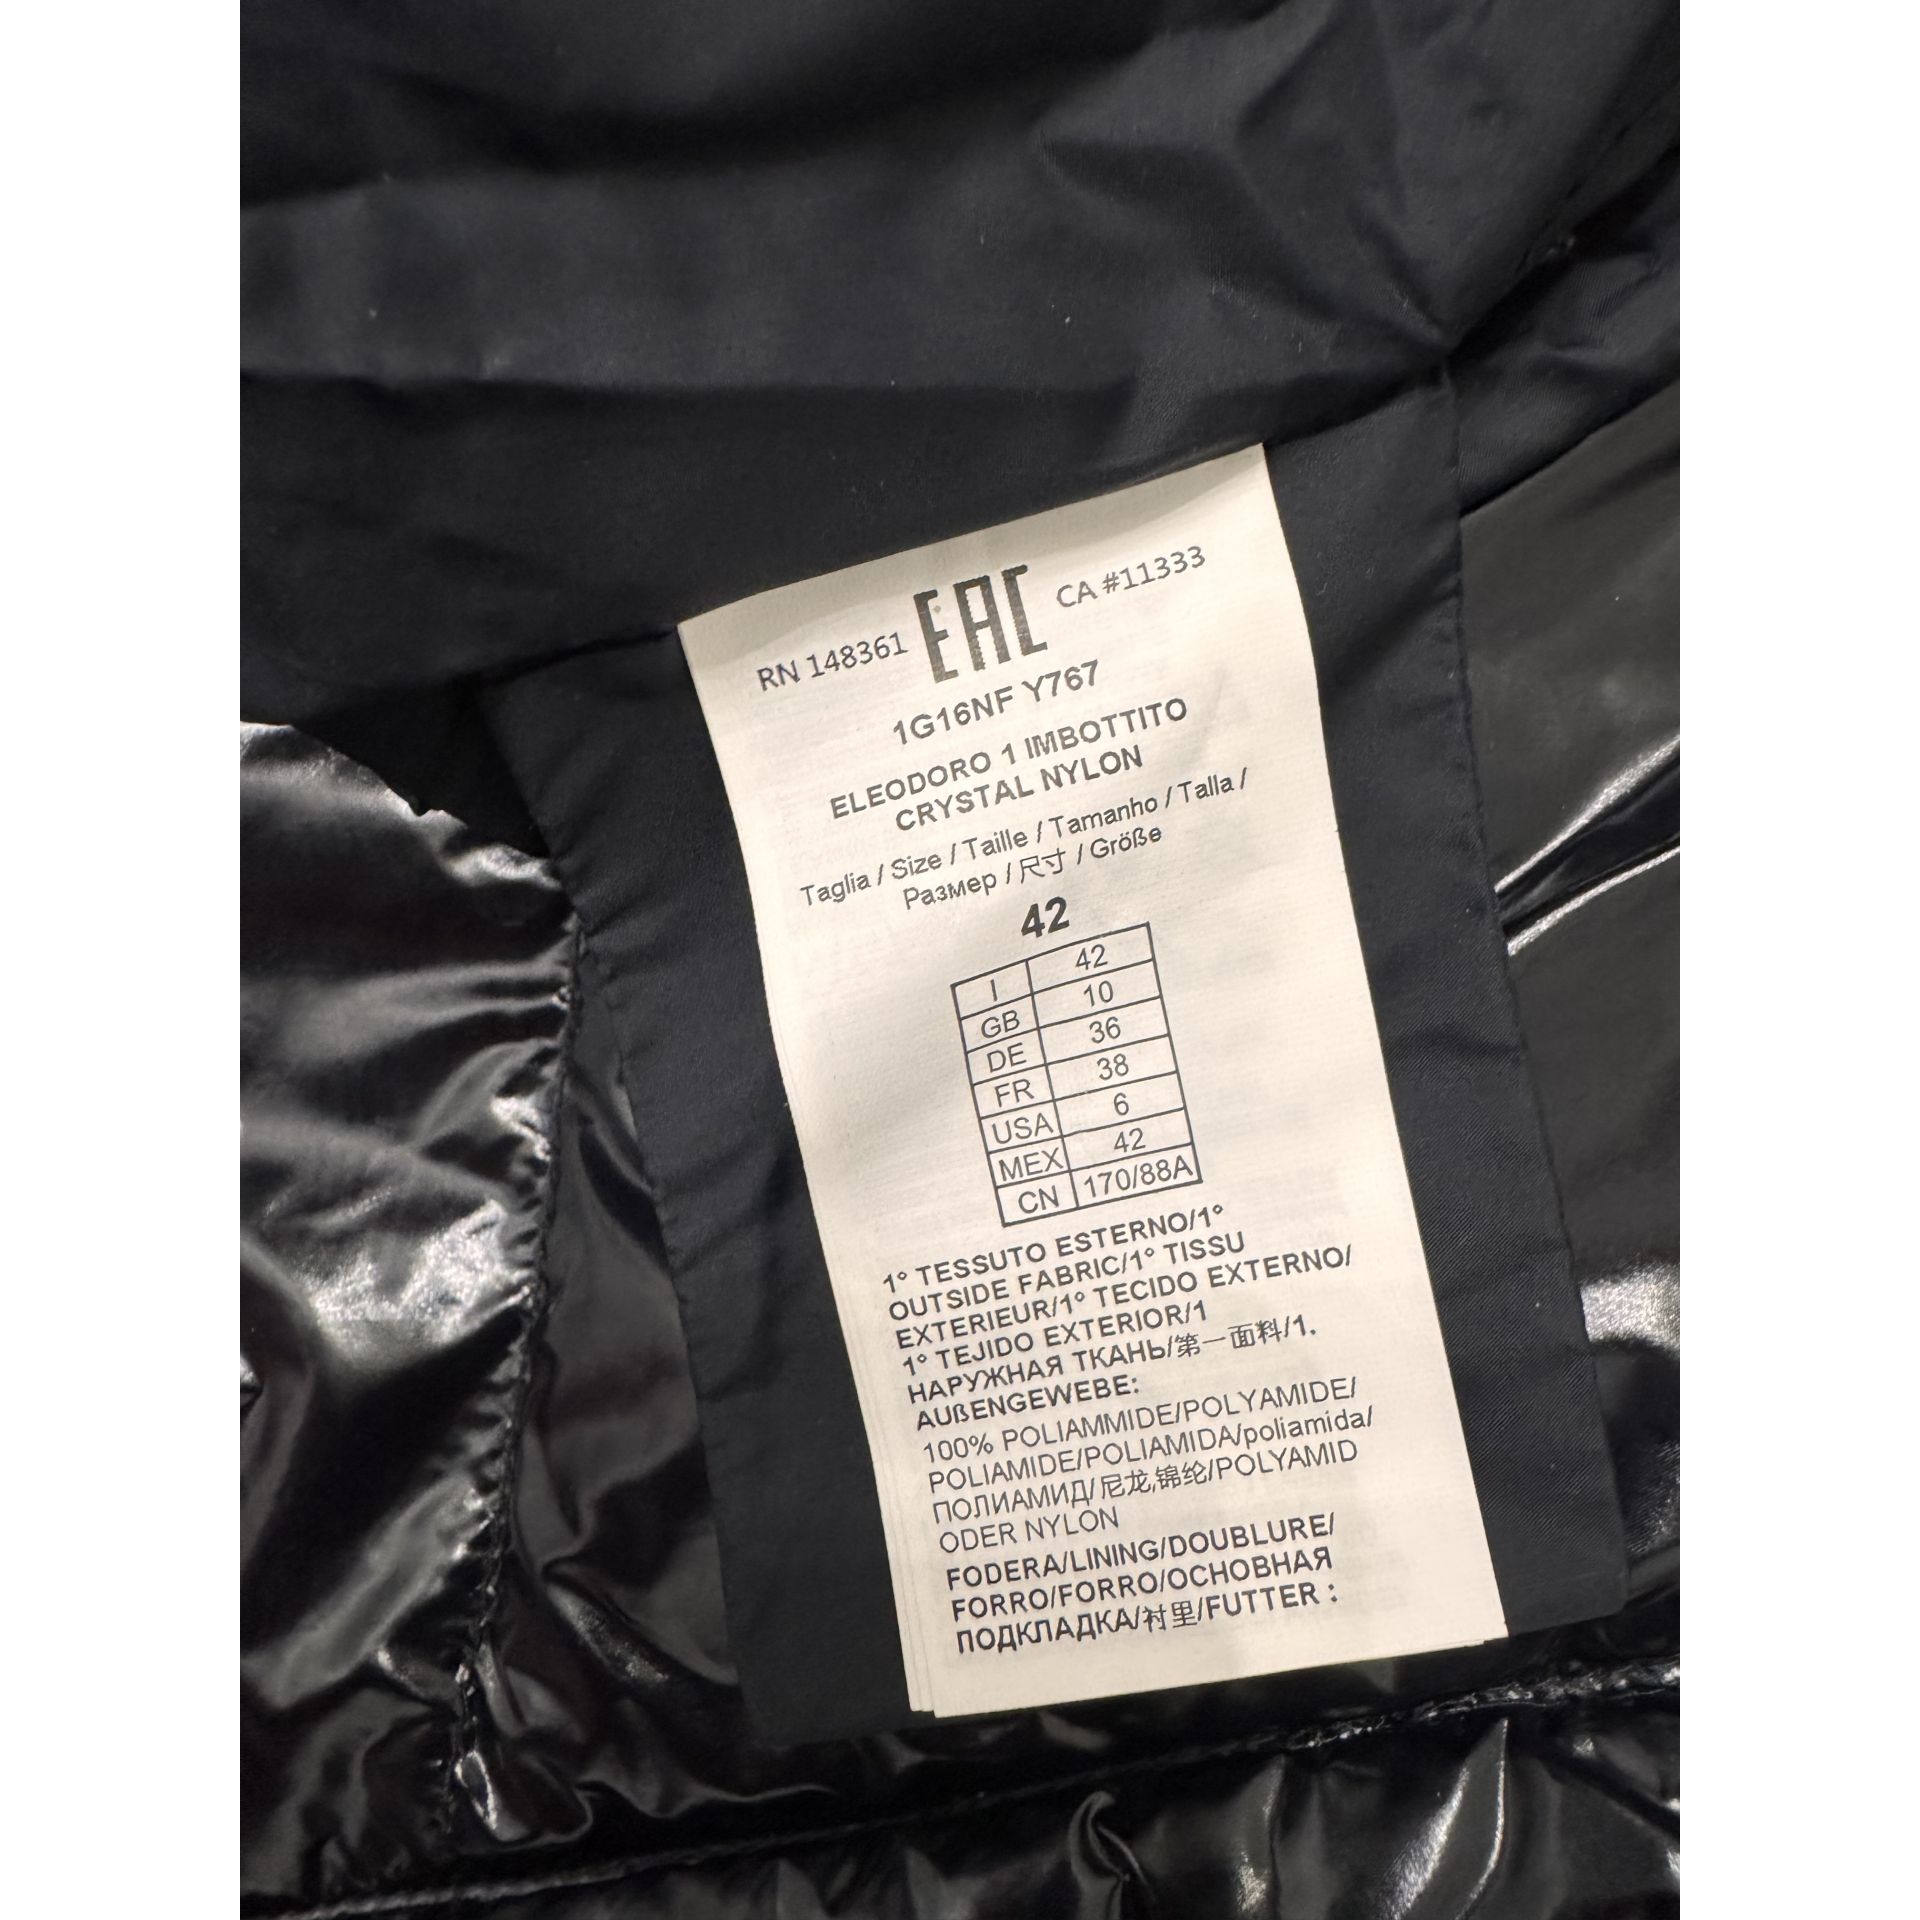 RN 148361 EAC CA #11333
1G16NF Y767
ELEODORO 1 IMBOTTITO
CRYSTAL NYLON
Taglia / Size / Taille / Tamanho / Talla /
Размер / 尺寸 / Größe
42
I 42
GB 10
DE 36
FR 38
USA 6
MEX 42
CN 170/88A
1° TESSUTO ESTERNO/1°
OUTSIDE FABRIC/1° TISSU
EXTERIEUR/1° TECIDO EXTERNO/
1° TEJIDO EXTERIOR/1
НАРУЖНАЯ ТКАНЬ/第一面料/1.
AUßENGEWEBE:
100% POLIAMMIDE/POLYAMIDE/
POLIAMIDE/POLIAMIDA/poliamida/
ПОЛИАМИД/尼龙,锦纶/POLYAMID
ODER NYLON
FODERA/LINING/DOUBLURE/
FORRO/FORRO/ОСНОВНАЯ
ПОДКЛАДКА/衬里/FUTTER :